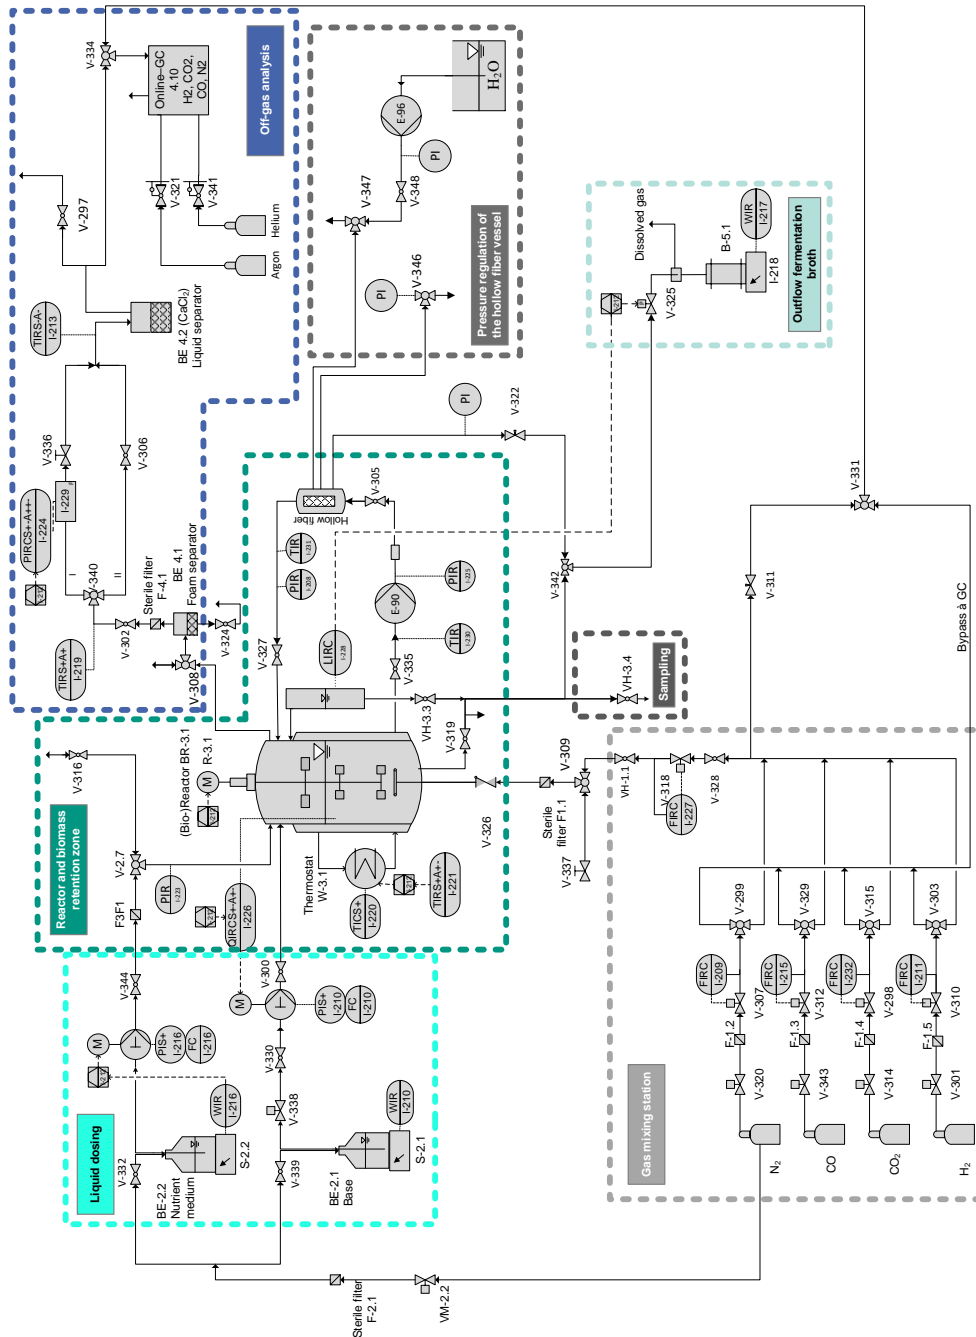 V-334
Online–GC
4.10
H2, CO2,
CO, N2
Off-gas analysis
V-297
V-321
V-341
Argon
Helium
TIRS-A-
I-213
BE 4.2 (CaCl2)
Liquid separator
V-336
V-306
PIRCS+-A++-
I-224
I-229
I
II
V-340
TIRS+A+
I-219
V-302
Sterile filter
F-4.1
BE 4.1
Foam separator
V-324
V-308
H2O
E-96
PI
V-347
V-348
PI
V-346
Pressure regulation of
the hollow fiber vessel
Dissolved gas
V-325
B-5.1
WIR
I-217
I-218
Outflow fermentation
broth
PI
V-322
V-305
Hollow fiber
TIR
I-231
PIR
I-208
V-327
E-90
PIR
I-225
TIR
I-230
V-335
LIRC
I-228
VH-3.3
V-319
V-342
VH-3.4
Sampling
V-331
V-311
Bypass à GC
V-316
(Bio-)Reactor BR-3.1
R-3.1
M
V-2.7
PIR
I-223
F3F1
Reactor and biomass
retention zone
Thermostat
W-3.1
TICS+
I-220
TIRS+A+-
I-221
QIRCS+-A+-
I-226
V-326
Sterile
filter F1.1
V-309
V-337
VH-1.1
V-318
FIRC
I-227
V-328
V-344
M
PIS+
I-216
FC
I-216
WIR
I-216
S-2.2
V-332
BE-2.2
Nutrient
medium
Liquid dosing
V-300
M
PIS+
I-210
FC
I-210
V-330
V-338
V-339
WIR
I-210
S-2.1
BE-2.1
Base
Sterile filter
F-2.1
VM-2.2
Gas mixing station
V-299
FIRC
I-209
V-307
F-1.2
V-320
N2
V-329
FIRC
I-215
V-312
F-1.3
V-343
CO
V-315
FIRC
I-232
V-298
F-1.4
V-314
CO2
V-303
FIRC
I-211
V-310
F-1.5
V-301
H2